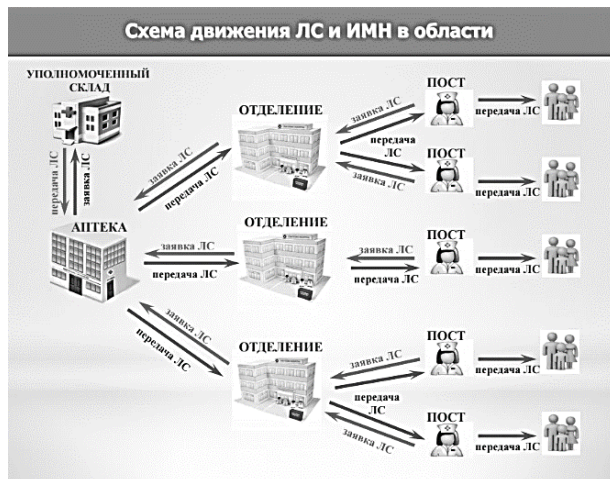 Схема движения ЛС и ИМН в области
УПОЛНОМОЧЕННЫЙ
СКЛАД
передача ЛС
заявка ЛС
АПТЕКА
заявка ЛС
передача ЛС
ОТДЕЛЕНИЕ
заявка ЛС
передача
ЛС
заявка ЛС
ПОСТ
передача ЛС
ПОСТ
передача ЛС
заявка ЛС
передача ЛС
ОТДЕЛЕНИЕ
заявка ЛС
передача ЛС
ПОСТ
передача ЛС
заявка ЛС
передача ЛС
ОТДЕЛЕНИЕ
заявка ЛС
передача
ЛС
заявка ЛС
ПОСТ
передача ЛС
ПОСТ
передача ЛС